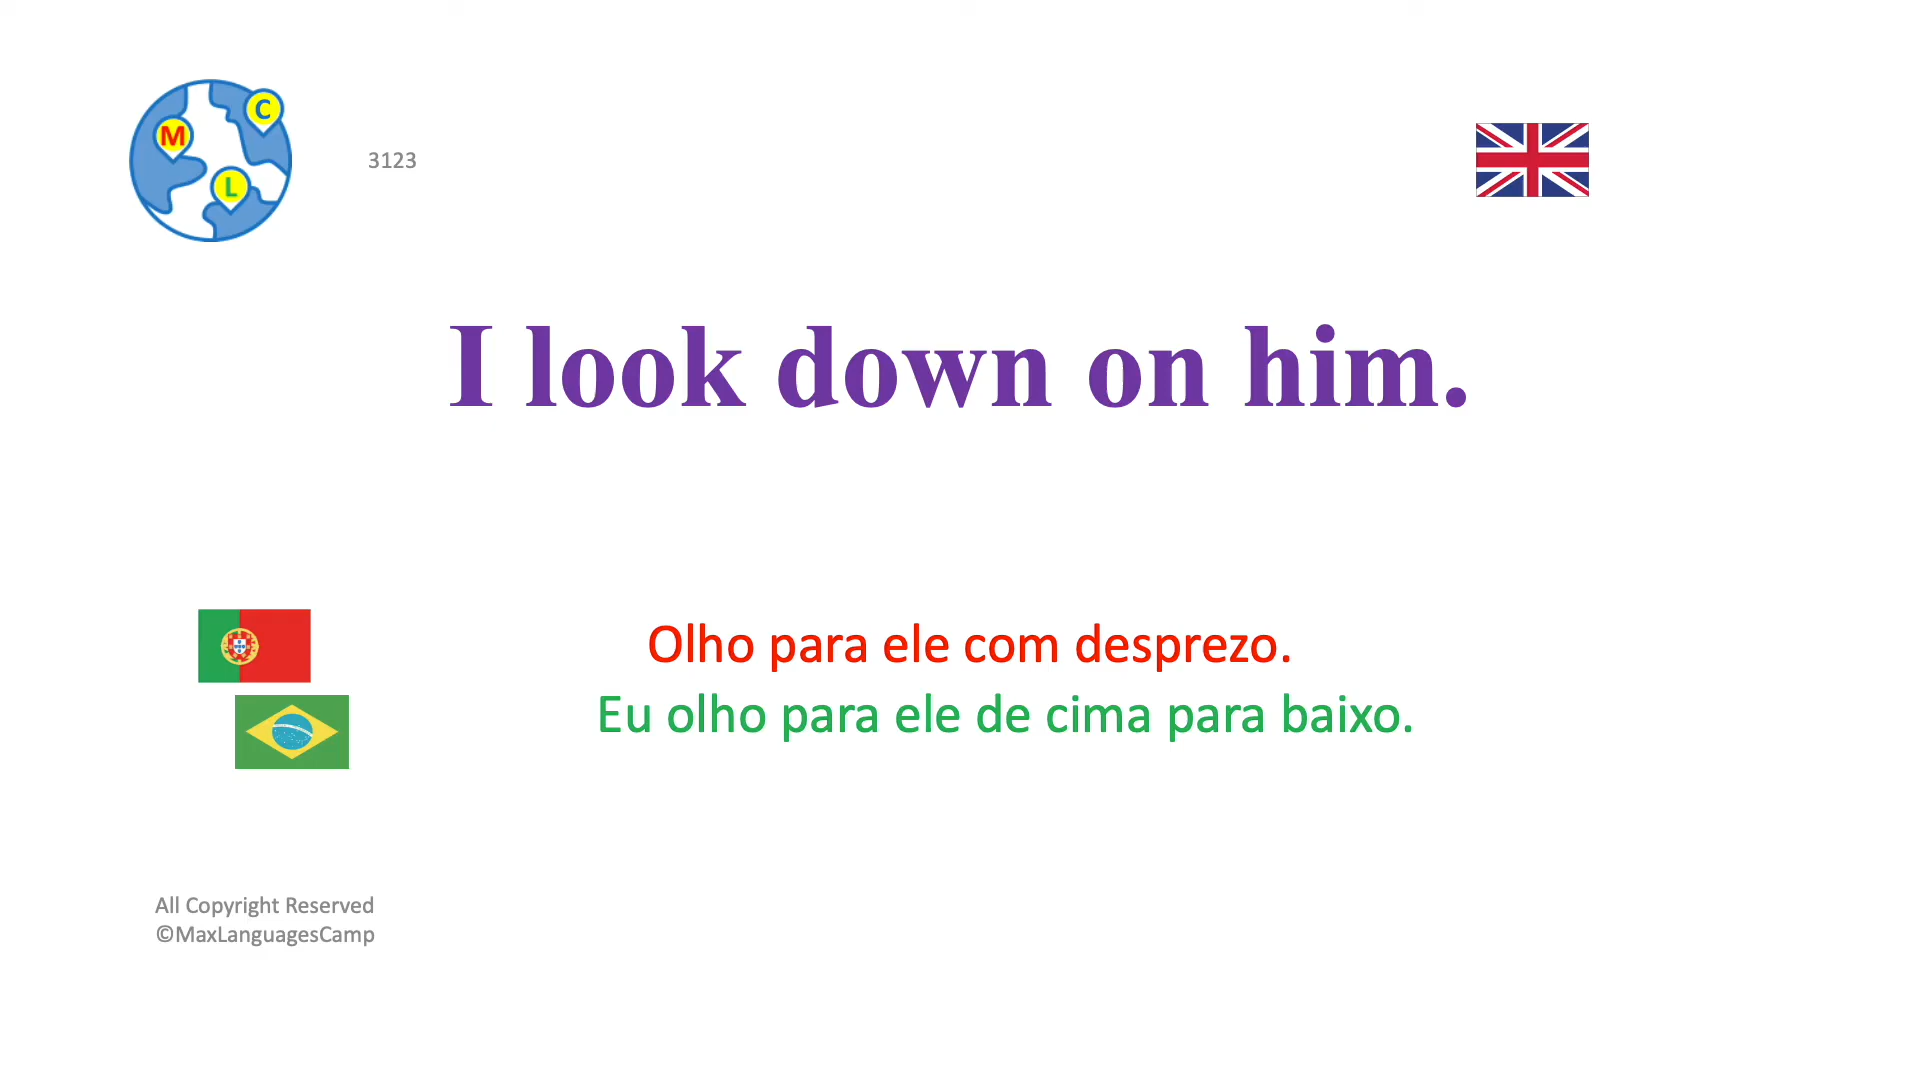 M
C
L
3123
I look down on him.
Olho para ele com desprezo.
Eu olho para ele de cima para baixo.
All Copyright Reserved
©MaxLanguagesCamp